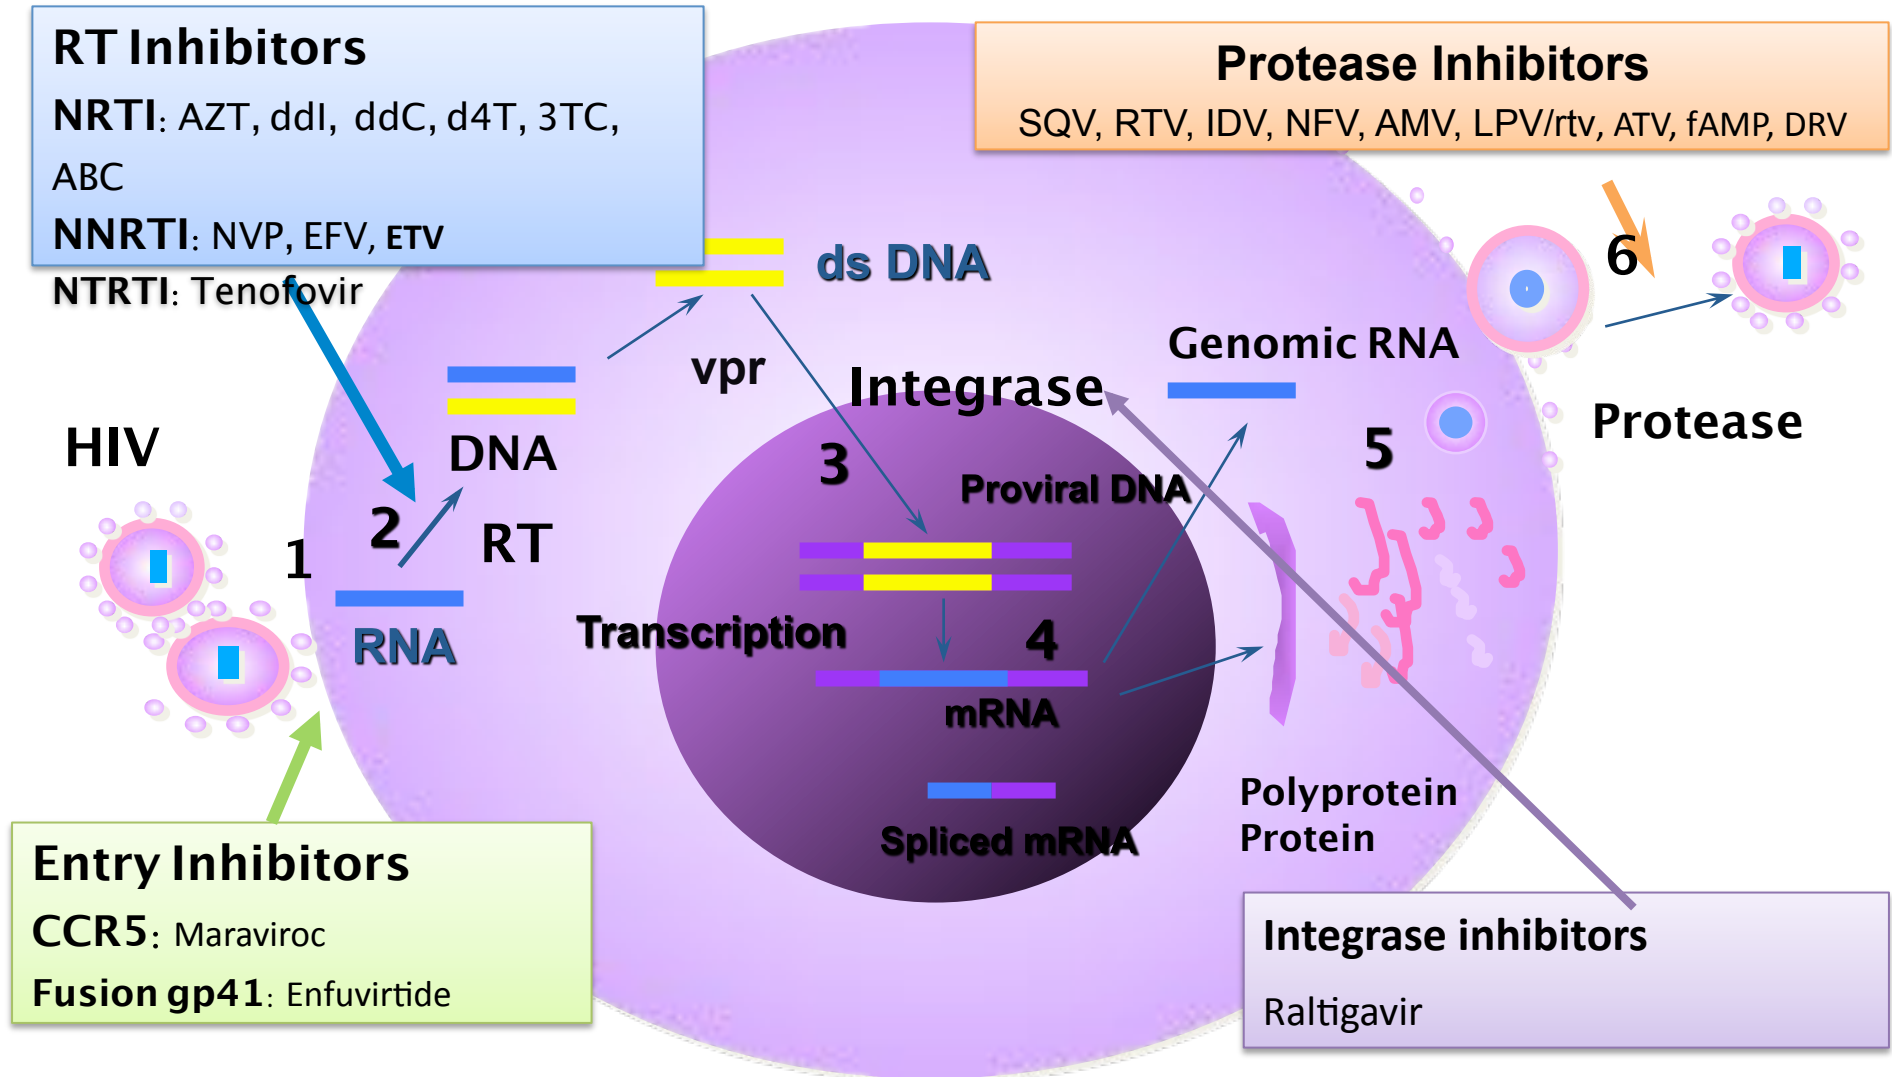 RT Inhibitors
NRTI: AZT, ddI, ddC, d4T, 3TC,
ABC
NNRTI: NVP, EFV, ETV
NTRTI: Tenofovir
Protease Inhibitors
SQV, RTV, IDV, NFV, AMV, LPV/rtv, ATV, fAMP, DRV
6
ds DNA
vpr
Genomic RNA
Integrase
Protease
HIV
DNA
3
5
Proviral DNA
1
2
RT
RNA
Transcription
4
mRNA
Polyprotein
Protein
Spliced mRNA
Entry Inhibitors
CCR5: Maraviroc
Fusion gp41: Enfuvirtide
Integrase inhibitors
Raltigavir